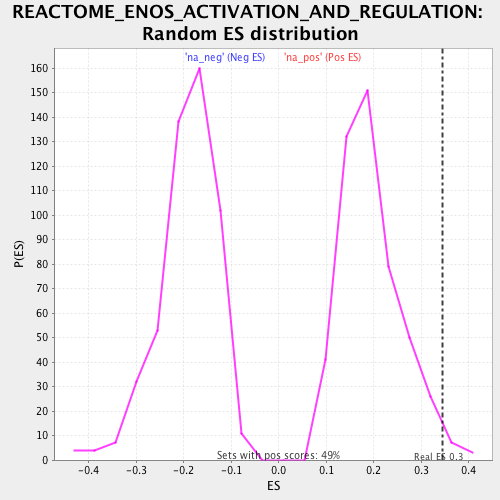 REACTOME_ENOS_ACTIVATION_AND_REGULATION:
Random ES distribution
'na_neg' (Neg ES) 'na_pos' (Pos ES)
160
150
140
130
120
110
100
90
80
70
60
50
40
30
20
10
0
P(ES)
Sets with pos scores: 49%
Real ES 0.3
-0.4 -0.3 -0.2 -0.1 0.0 0.1 0.2 0.3 0.4
ES